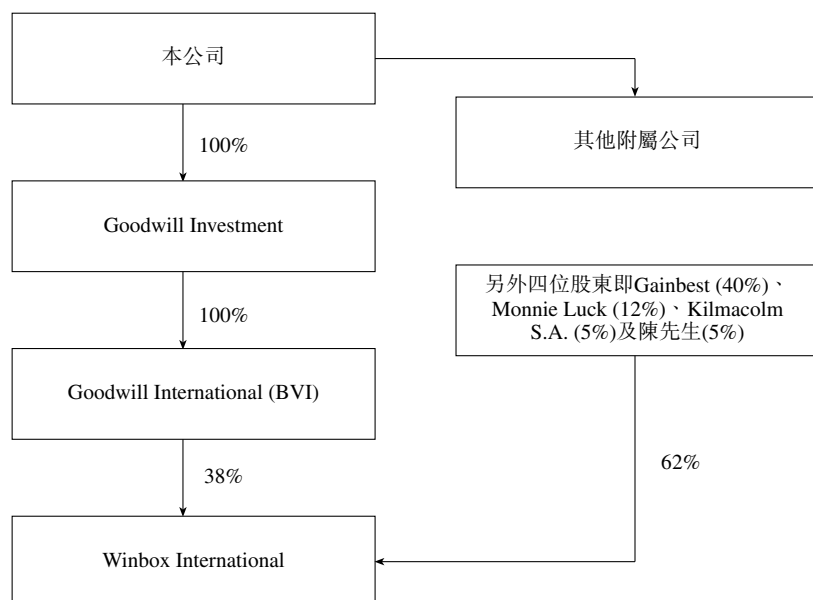 本公司
其他附屬公司
100%
Goodwill Investment
另外四位股東即Gainbest (40%)、
Monnie Luck (12%)、Kilmacolm
S.A. (5%)及陳先生(5%)
100%
Goodwill International (BVI)
38%
62%
Winbox International